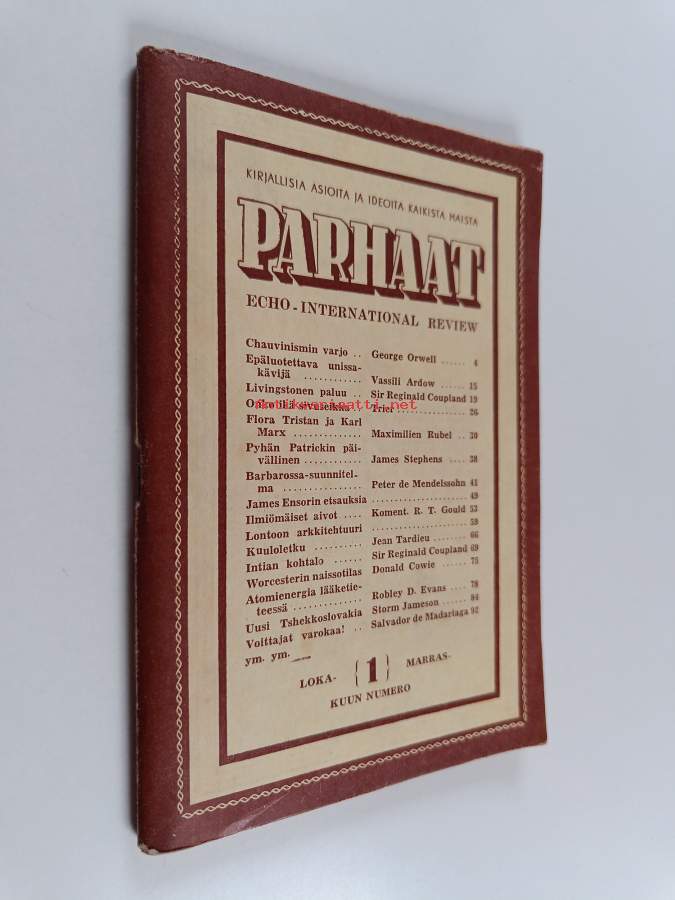 KIRJALLISIA ASIOITA JA IDEOITA KAIKISTA MAISTA
PARHAAT
ECHO - INTERNATIONAL REVIEW
Chauvinismin varjo .. George Orwell ...... 4
Epäluotettava unissa-
kävijä ............ Vassili Ardow ...... 15
Livingstonen paluu .. Sir Reginald Coupland 19
Triel .............. 26
Flora Tristan ja Karl
Marx .............. Maximilien Rubel .. 30
Pyhän Patrickin päi-
vällinen ............ James Stephens .... 38
Barbarossa-suunnitel-
ma ................ Peter de Mendelssohn 41
James Ensorin etsauksia .................. 49
Ilmiömäiset aivot .... Koment. R. T. Gould 53
Lontoon arkkitehtuuri .................. 59
Kuuloletku .......... Jean Tardieu ........ 66
Intian kohtalo ...... Sir Reginald Coupland 69
Worcesterin naissotilas Donald Cowie ...... 75
Atomienergia lääketie-
teessä .............. Robley D. Evans .... 78
Uusi Tshekkoslovakia Storm Jameson ...... 84
Voittajat varokaa! .. Salvador de Madariaga 92
ym. ym.
LOKA- {1} MARRAS-
KUUN NUMERO